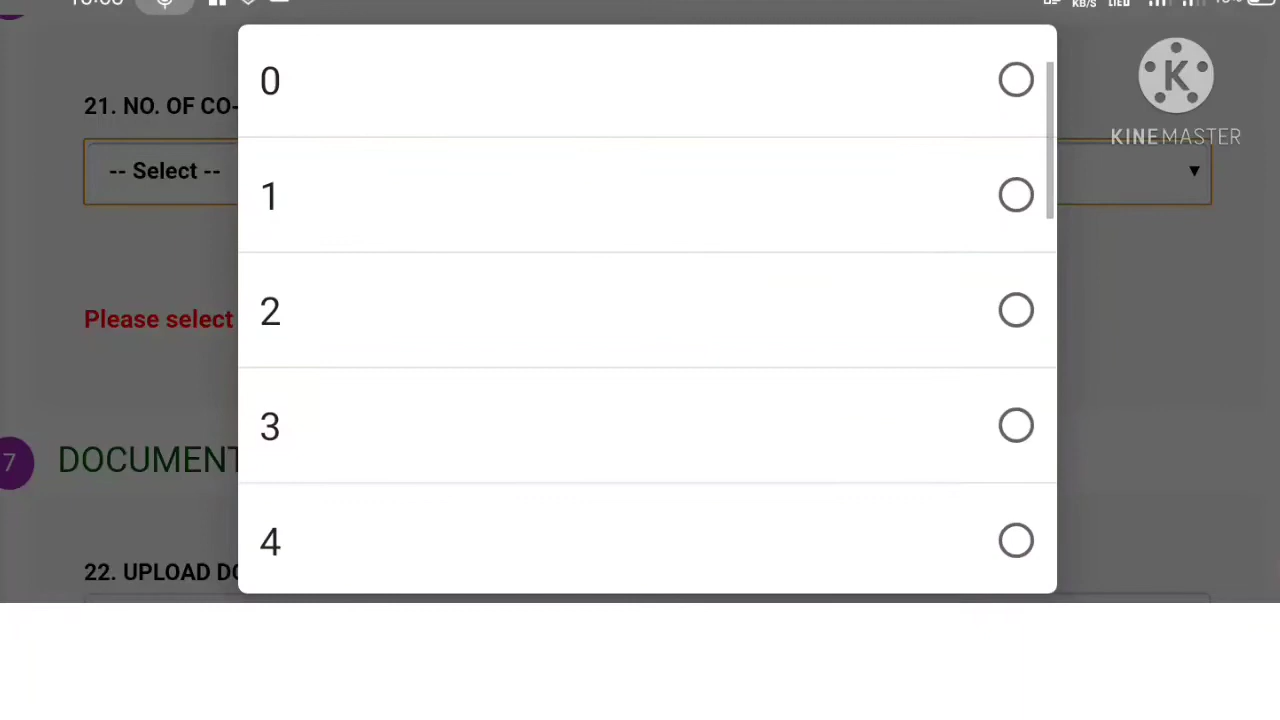 0
21. NO. OF CO-
KINEMASTER
-- Select --
1
2
Please select
3
7 DOCUMENT
4
22. UPLOAD DO